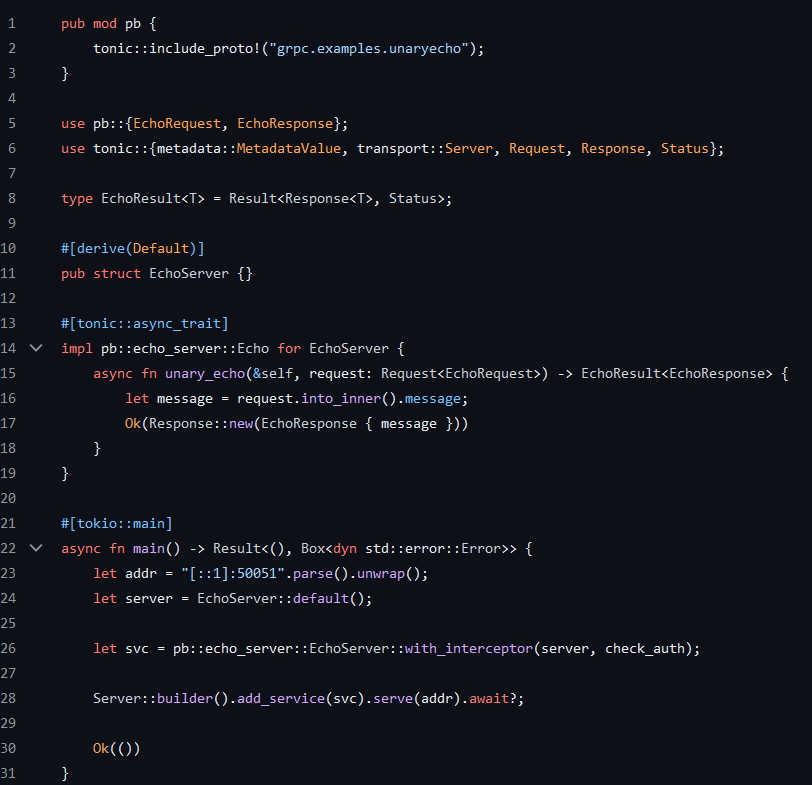 1 pub mod pb {
2 tonic::include_proto!("grpc.examples.unaryecho");
3 }
4
5 use pb::{EchoRequest, EchoResponse};
6 use tonic::{metadata::MetadataValue, transport::Server, Request, Response, Status};
7
8 type EchoResult<T> = Result<Response<T>, Status>;
9
10 #[derive(Default)]
11 pub struct EchoServer {}
12
13 #[tonic::async_trait]
14 impl pb::echo_server::Echo for EchoServer {
15 async fn unary_echo(&self, request: Request<EchoRequest>) -> EchoResult<EchoResponse> {
16 let message = request.into_inner().message;
17 Ok(Response::new(EchoResponse { message }))
18 }
19 }
20
21 #[tokio::main]
22 async fn main() -> Result<(), Box<dyn std::error::Error>> {
23 let addr = "[::1]:50051".parse().unwrap();
24 let server = EchoServer::default();
25
26 let svc = pb::echo_server::EchoServer::with_interceptor(server, check_auth);
27
28 Server::builder().add_service(svc).serve(addr).await?;
29
30 Ok(())
31 }